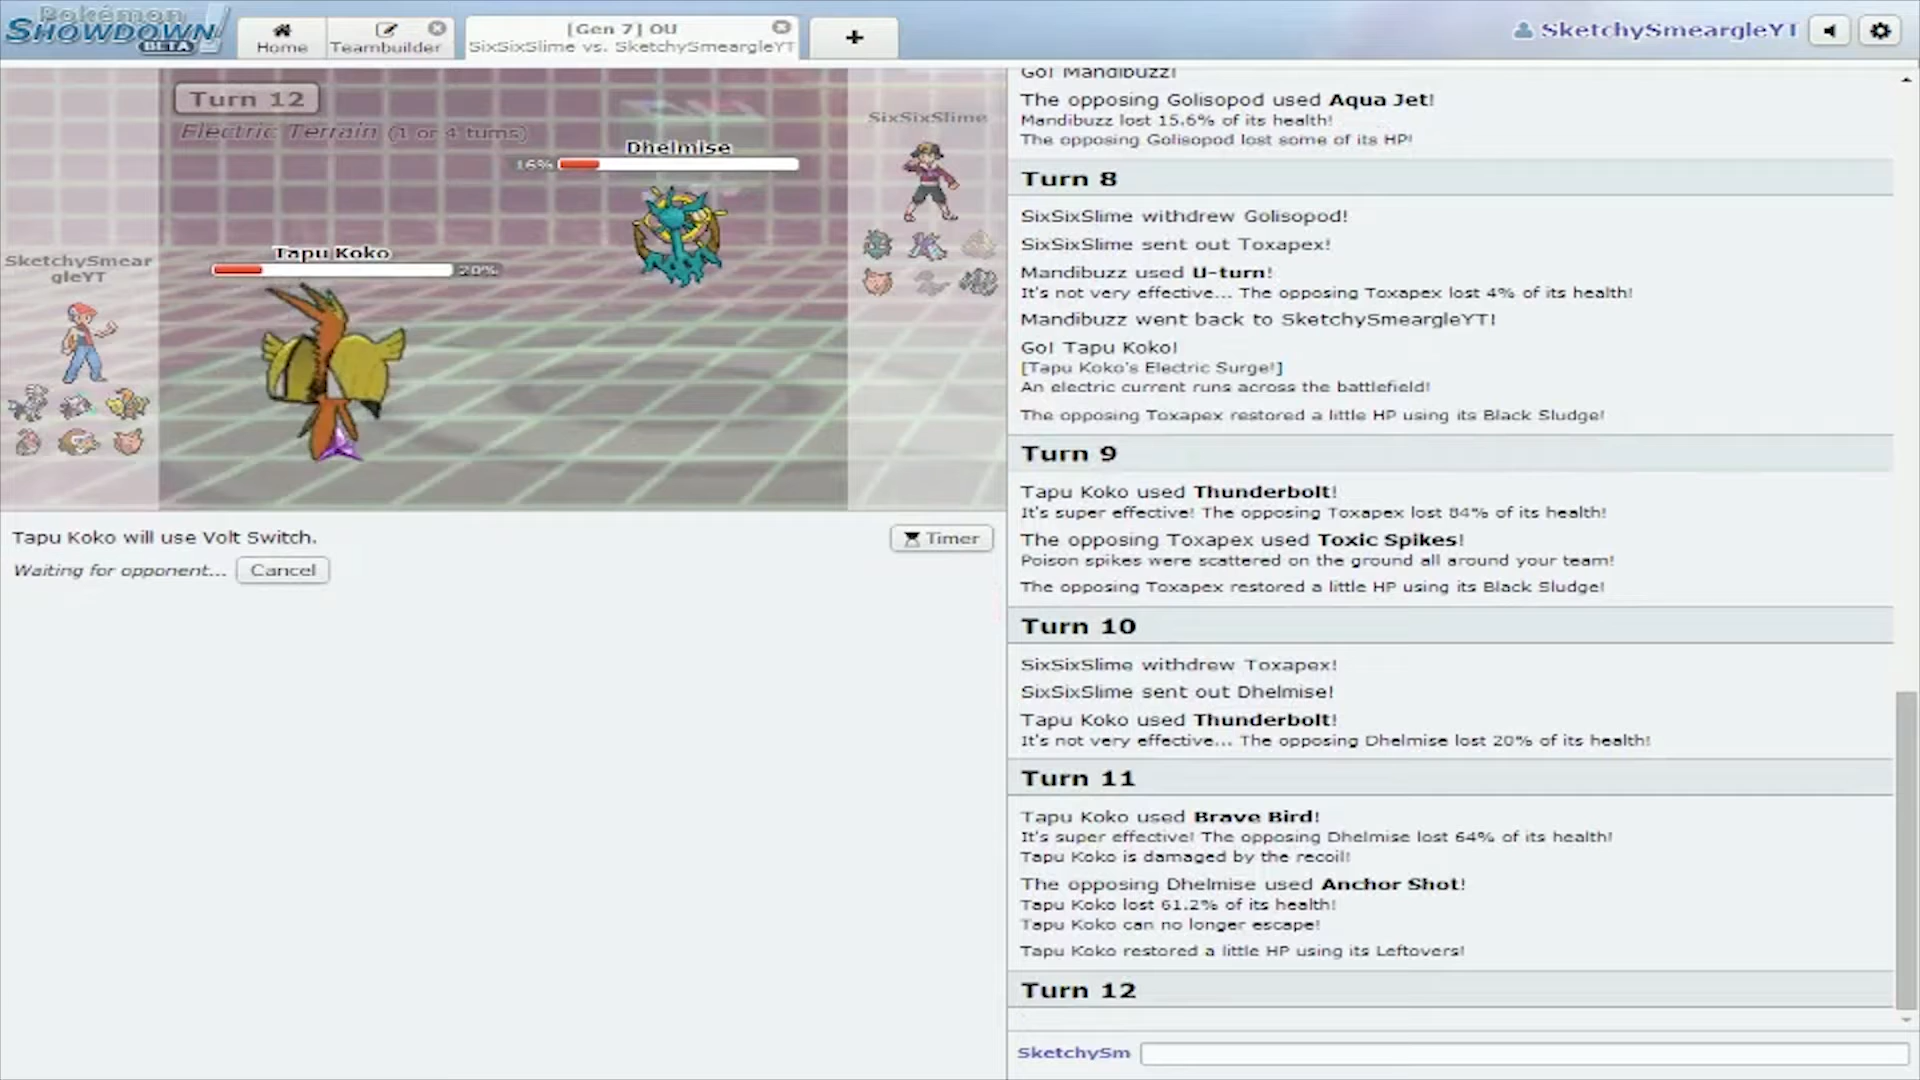 Pokémon
SHOWDOWN!
BETA
Home
Teambuilder
[Gen 7] OU
SixSixSlime vs. SketchySmeargleYT
+
SketchySmeargleYT
Turn 12
Electric Terrain (1 or 4 turns)
Dhelmise
16%
Tapu Koko
20%
SketchySmear
gleYT
SixSixSlime
Tapu Koko will use Volt Switch.
Timer
Waiting for opponent...
Cancel
Go! Mandibuzz!
The opposing Golisopod used Aqua Jet!
Mandibuzz lost 15.6% of its health!
The opposing Golisopod lost some of its HP!
Turn 8
SixSixSlime withdrew Golisopod!
SixSixSlime sent out Toxapex!
Mandibuzz used U-turn!
It's not very effective... The opposing Toxapex lost 4% of its health!
Mandibuzz went back to SketchySmeargleYT!
Go! Tapu Koko!
[Tapu Koko's Electric Surge!]
An electric current runs across the battlefield!
The opposing Toxapex restored a little HP using its Black Sludge!
Turn 9
Tapu Koko used Thunderbolt!
It's super effective! The opposing Toxapex lost 84% of its health!
The opposing Toxapex used Toxic Spikes!
Poison spikes were scattered on the ground all around your team!
The opposing Toxapex restored a little HP using its Black Sludge!
Turn 10
SixSixSlime withdrew Toxapex!
SixSixSlime sent out Dhelmise!
Tapu Koko used Thunderbolt!
It's not very effective... The opposing Dhelmise lost 20% of its health!
Turn 11
Tapu Koko used Brave Bird!
It's super effective! The opposing Dhelmise lost 64% of its health!
Tapu Koko is damaged by the recoil!
The opposing Dhelmise used Anchor Shot!
Tapu Koko lost 61.2% of its health!
Tapu Koko can no longer escape!
Tapu Koko restored a little HP using its Leftovers!
Turn 12
SketchySm